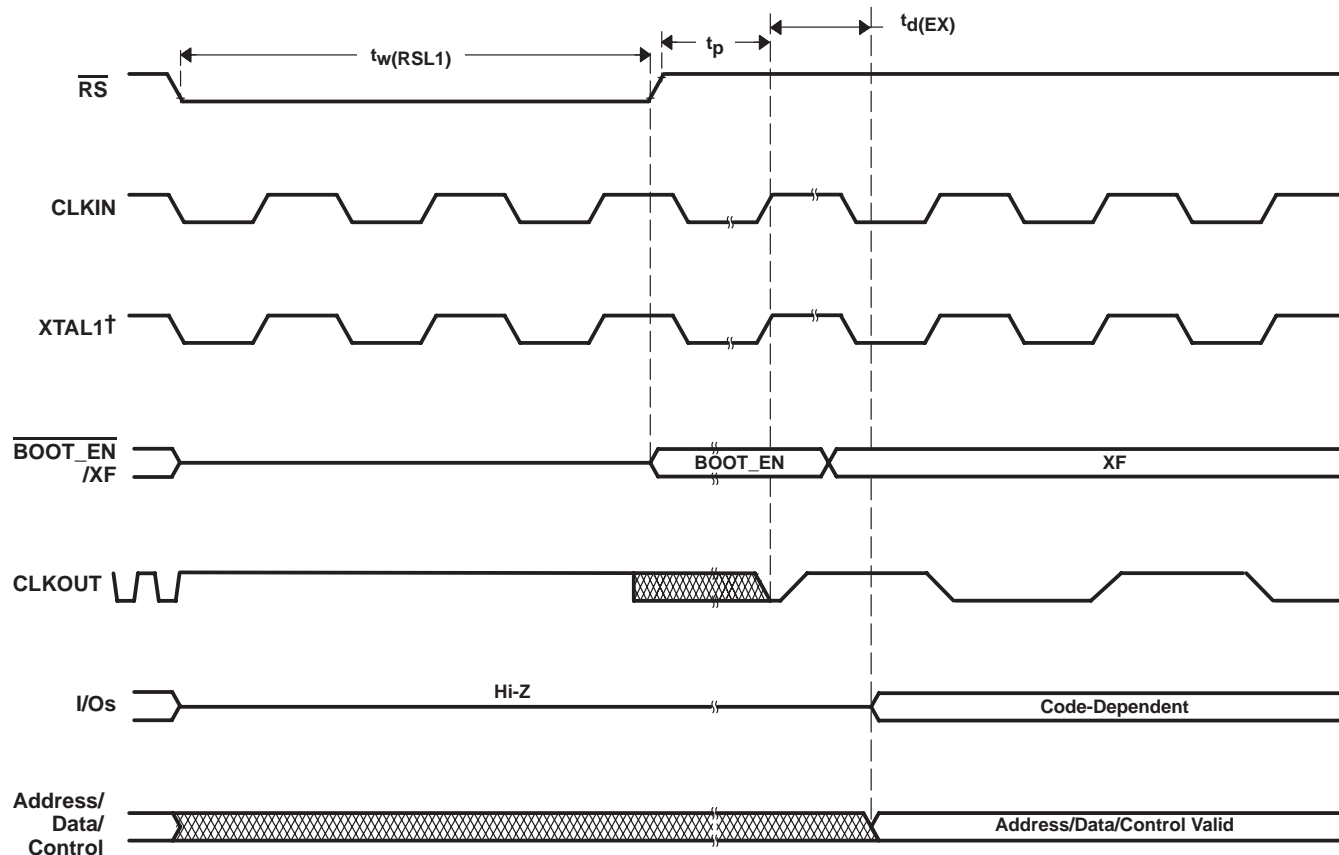 td(EX)
tw(RSL1)
tp
RS
CLKIN
XTAL1†
BOOT_EN
/XF
BOOT_EN
XF
CLKOUT
I/Os
Hi-Z
Code-Dependent
Address/
Data/
Control
Address/Data/Control Valid